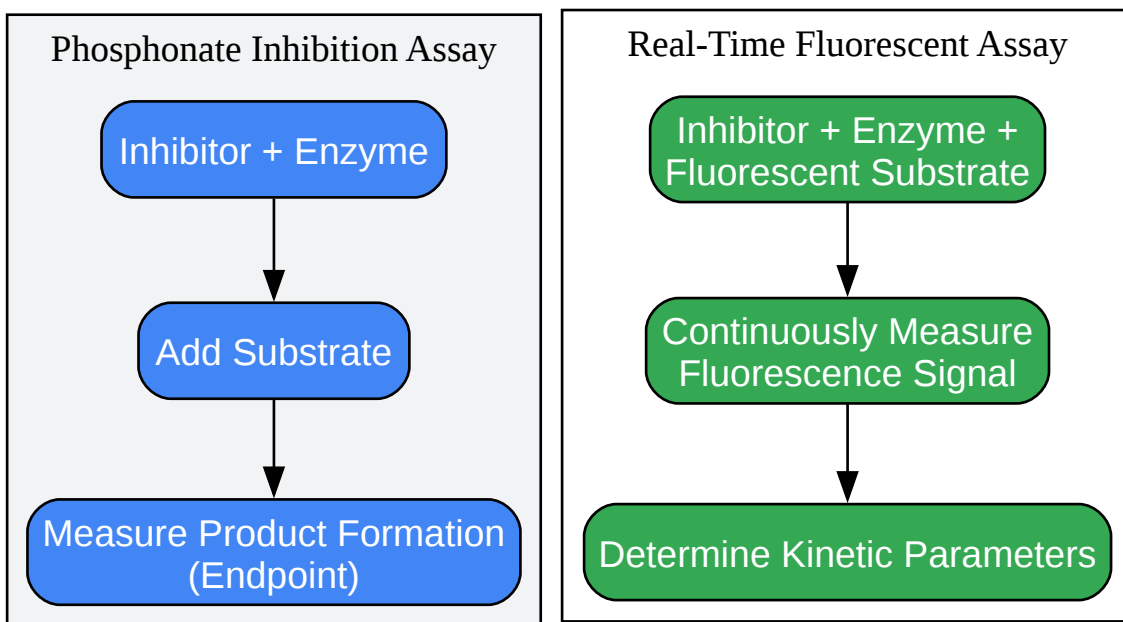 Phosphonate Inhibition Assay
Inhibitor + Enzyme
Add Substrate
Measure Product Formation
(Endpoint)
Real-Time Fluorescent Assay
Inhibitor + Enzyme +
Fluorescent Substrate
Continuously Measure
Fluorescence Signal
Determine Kinetic Parameters